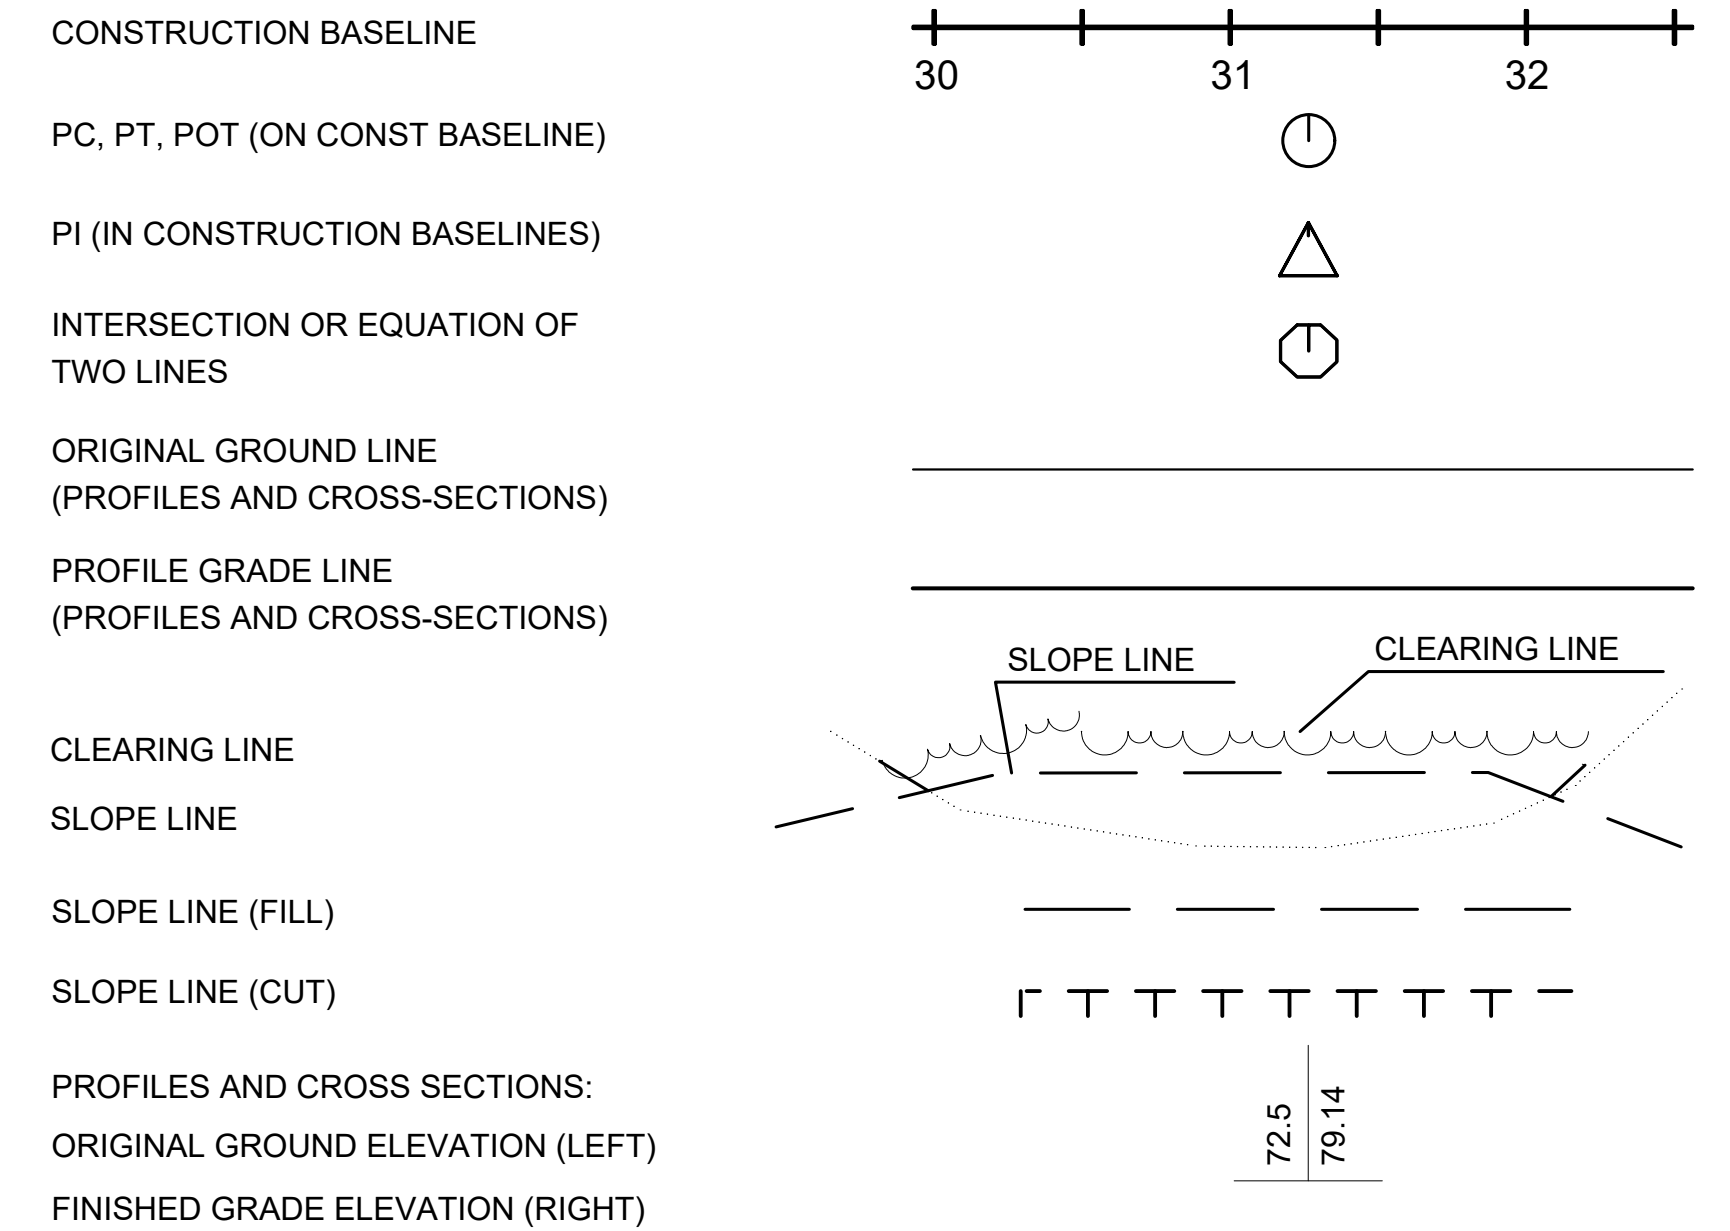 CONSTRUCTION BASELINE
30 31 32
PC, PT, POT (ON CONST BASELINE)
PI (IN CONSTRUCTION BASELINES)
INTERSECTION OR EQUATION OF
TWO LINES
ORIGINAL GROUND LINE
(PROFILES AND CROSS-SECTIONS)
PROFILE GRADE LINE
(PROFILES AND CROSS-SECTIONS)
SLOPE LINE
CLEARING LINE
CLEARING LINE
SLOPE LINE
SLOPE LINE (FILL)
SLOPE LINE (CUT)
PROFILES AND CROSS SECTIONS:
ORIGINAL GROUND ELEVATION (LEFT)
FINISHED GRADE ELEVATION (RIGHT)
72.5
79.14